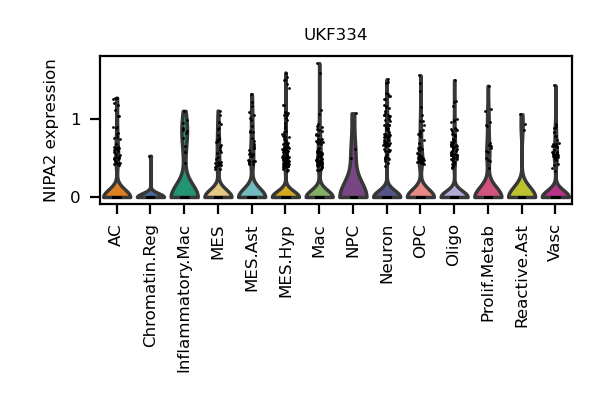 UKF334
NIPA2 expression
1
0
AC
Chromatin.Reg
Inflammatory.Mac
MES
MES.Ast
MES.Hyp
Mac
NPC
Neuron
OPC
Oligo
Prolif.Metab
Reactive.Ast
Vasc